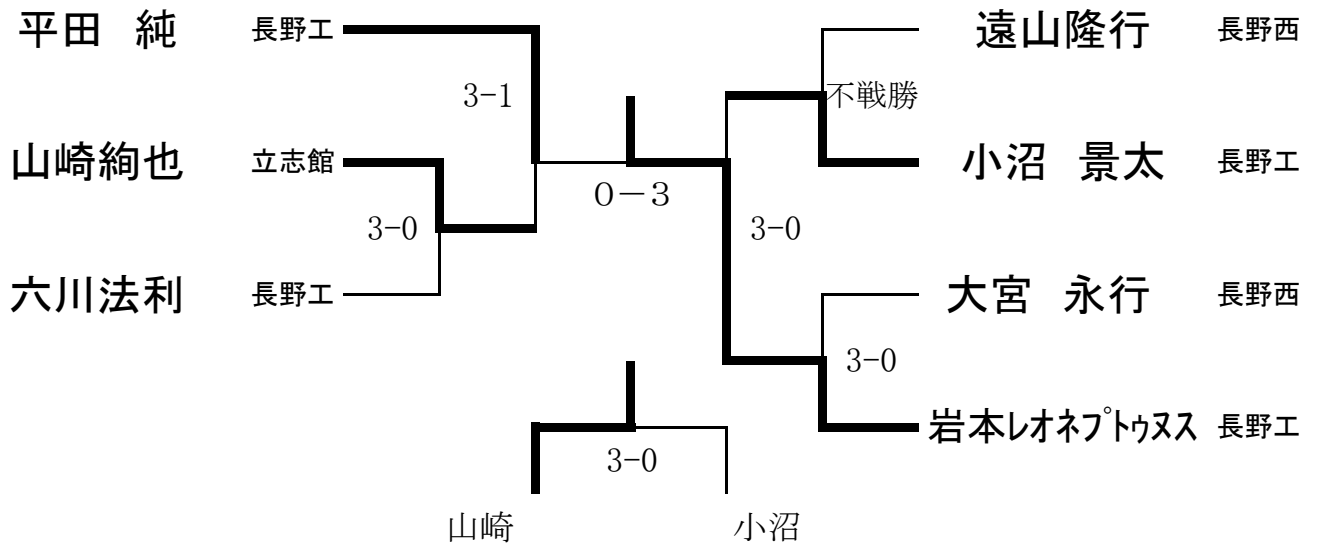 平田　純　長野工
3-1
山崎絢也　立志館
3-0
六川法利　長野工
0－3
遠山隆行　長野西
不戦勝
小沼　景太　長野工
3-0
大宮　永行　長野西
3-0
岩本ﾚｵﾈﾌﾟﾄｩﾇｽ　長野工
3-0
山崎　小沼